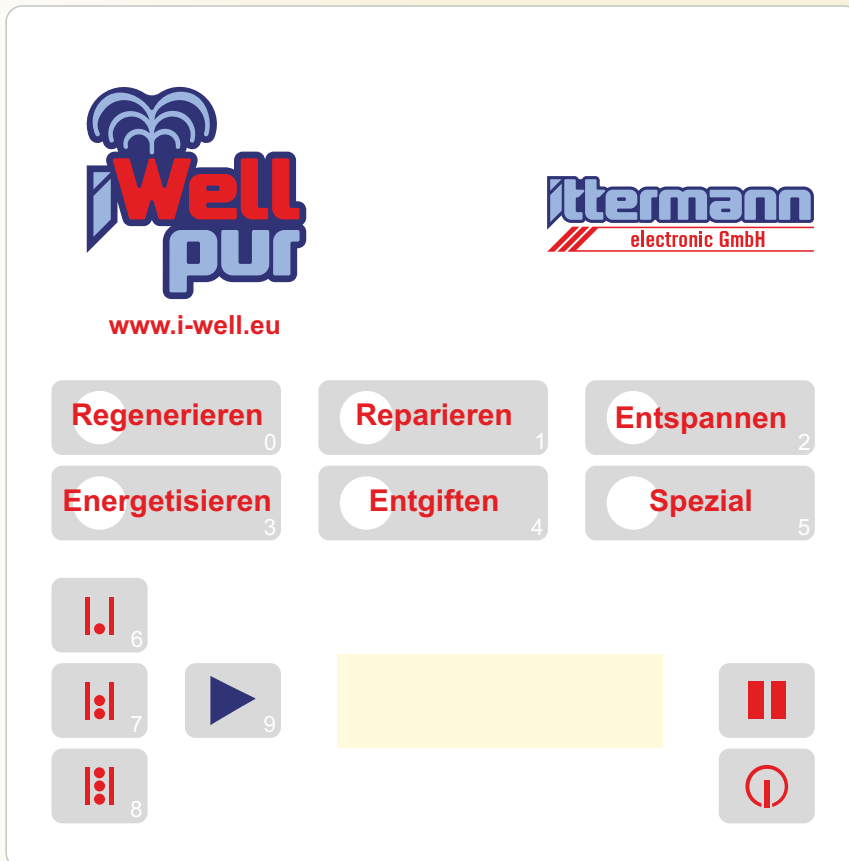 iWell
pur
www.i-well.eu
ittermann
electronic GmbH
Regenerieren 0
Reparieren 1
Entspannen 2
Energetisieren 3
Entgiften 4
Spezial 5
6
7
9
8